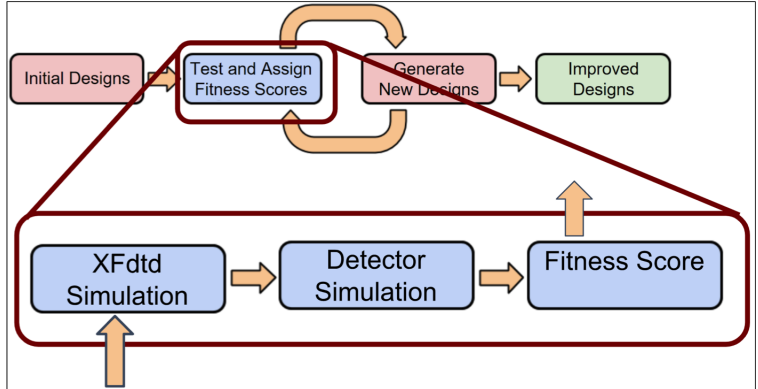 Initial Designs
Test and Assign
Fitness Scores
Generate
New Designs
Improved
Designs
XFdtd
Simulation
Detector
Simulation
Fitness Score